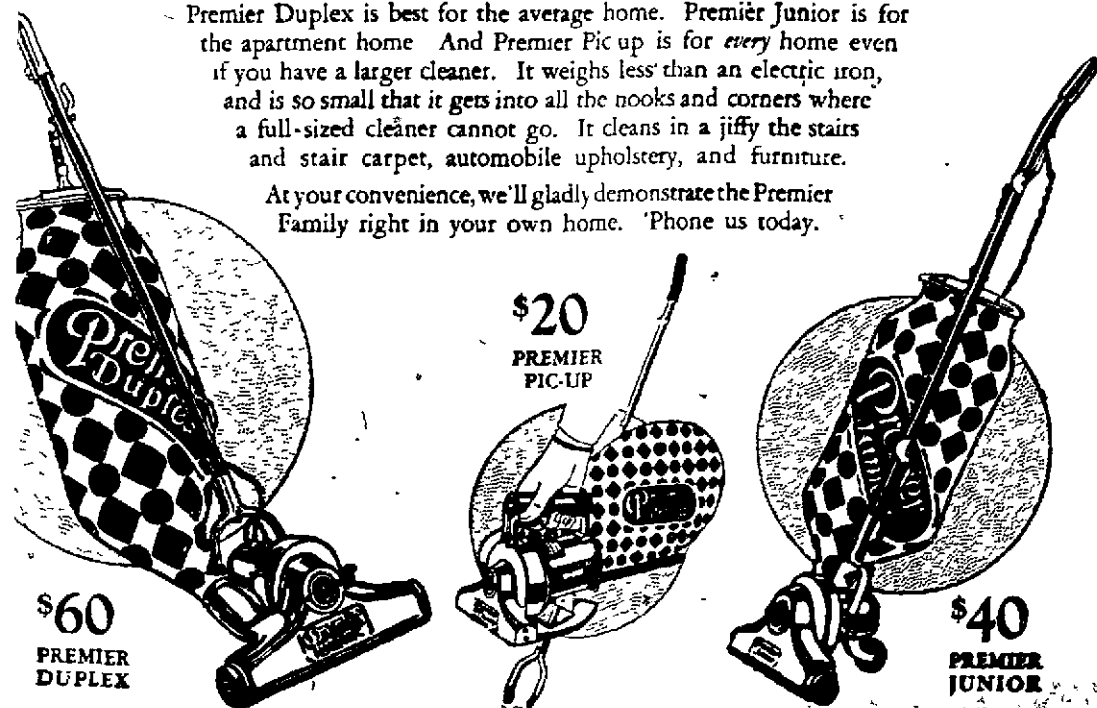 Premier Duplex is best for the average home. Premier Junior is for
the apartment home And Premier Pic up is for every home even
if you have a larger cleaner. It weighs less than an electric iron,
and is so small that it gets into all the nooks and corners where
a full-sized cleaner cannot go. It cleans in a jiffy the stairs
and stair carpet, automobile upholstery, and furniture.
At your convenience, we'll gladly demonstrate the Premier
Family right in your own home. 'Phone us today.
$20
PREMIER
PIC-UP
$60
PREMIER
DUPLEX
$40
PREMIER
JUNIOR